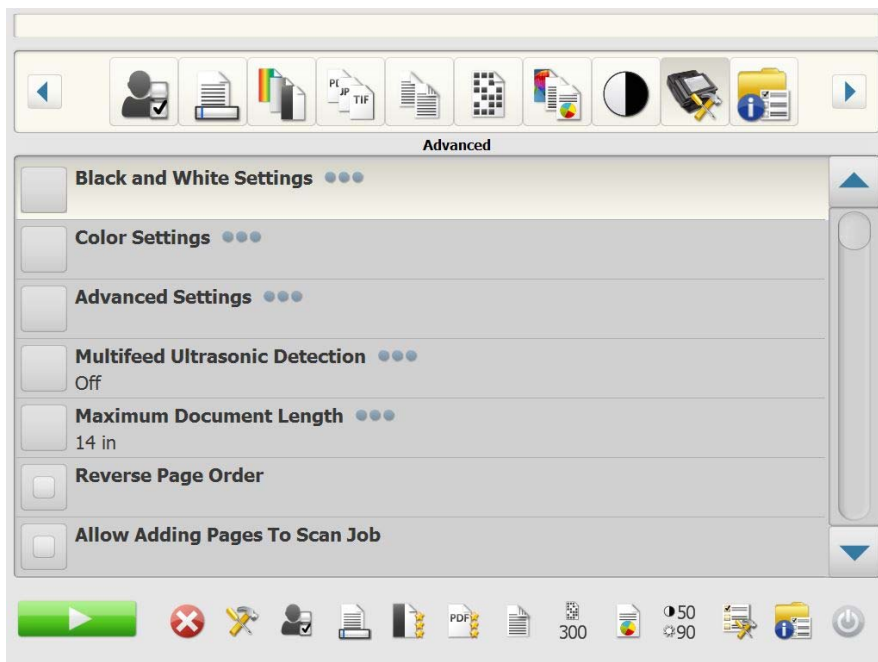 PDF
JP
TIF
Advanced
Black and White Settings
Color Settings
Advanced Settings
Multifeed Ultrasonic Detection
Off
Maximum Document Length
14 in
Reverse Page Order
Allow Adding Pages To Scan Job
PDF
300
50
90